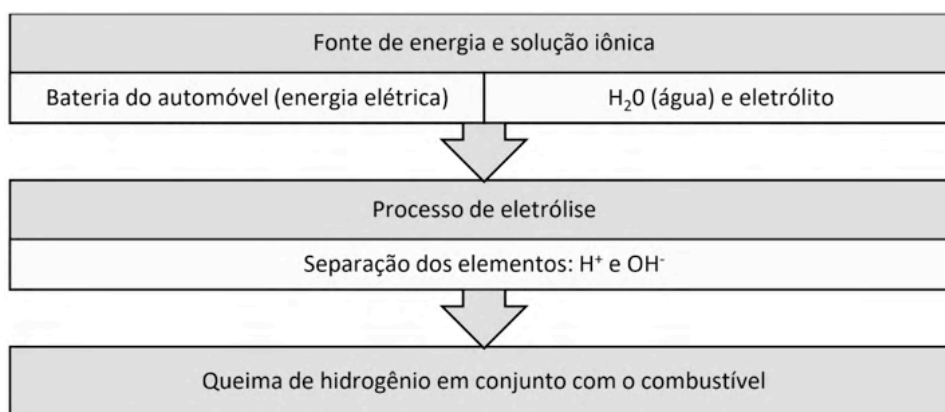 Fonte de energia e solução iônica
Bateria do automóvel (energia elétrica)
H₂0 (água) e eletrólito
Processo de eletrólise
Separação dos elementos: H⁺ e OH⁻
Queima de hidrogênio em conjunto com o combustível